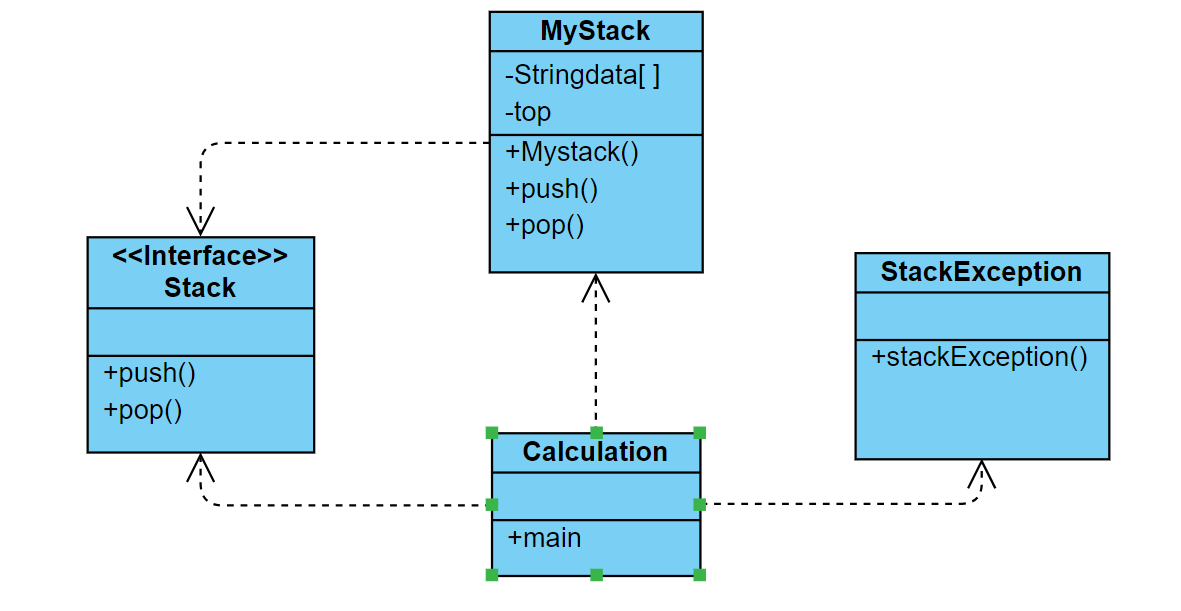 MyStack
-Stringdata[ ]
-top
+Mystack()
+push()
+pop()
<<Interface>>
Stack
+push()
+pop()
StackException
+stackException()
Calculation
+main